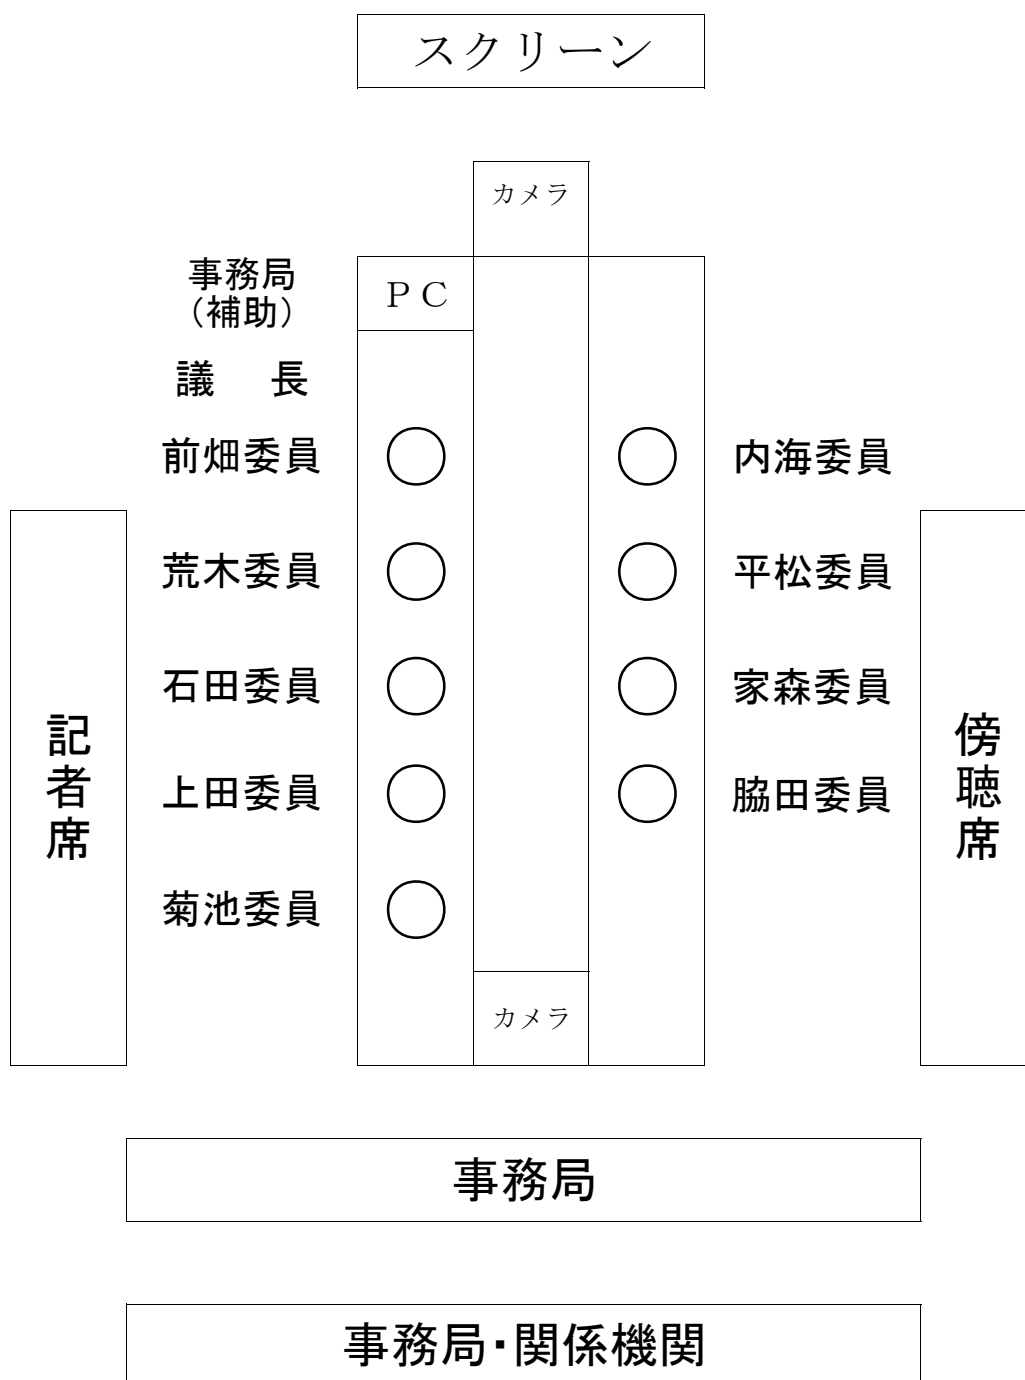 スクリーン
カメラ
事務局
（補助）
ＰＣ
議　長
前畑委員
内海委員
荒木委員
平松委員
石田委員
家森委員
上田委員
脇田委員
菊池委員
記者席
傍聴席
カメラ
事務局
事務局・関係機関